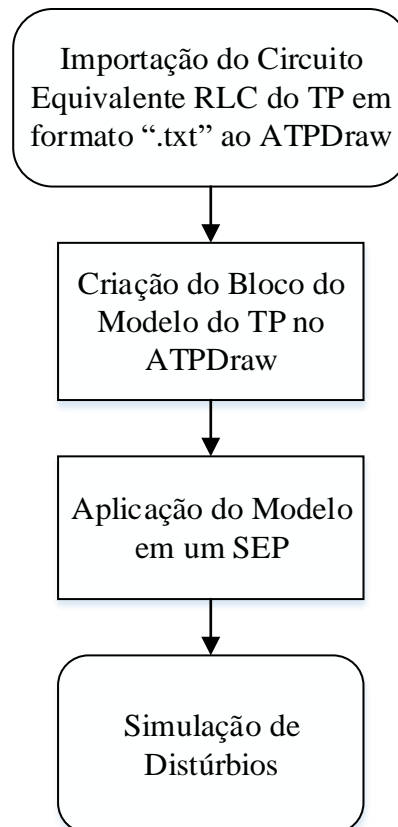 Importação do Circuito
Equivalente RLC do TP em
formato “.txt” ao ATPDraw
Criação do Bloco do
Modelo do TP no
ATPDraw
Aplicação do Modelo
em um SEP
Simulação de
Distúrbios